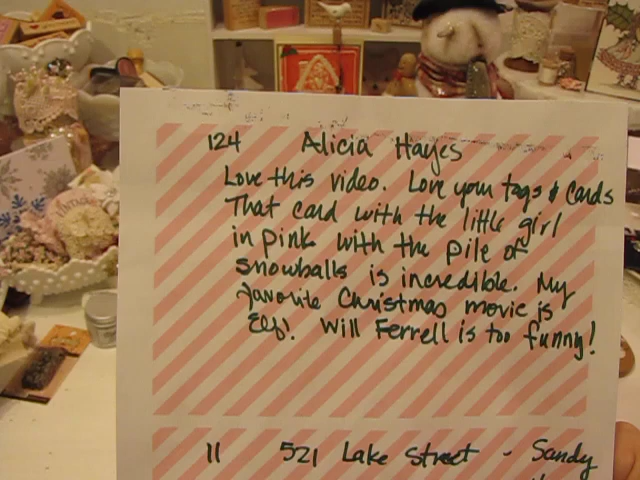 124 Alicia Hayes
Love this video. Love your tags & cards
That card with the little girl
in pink with the pile of
snowballs is incredible. My
favorite Christmas movie is
Elf! Will Ferrell is too funny!
11 521 Lake Street - Sandy